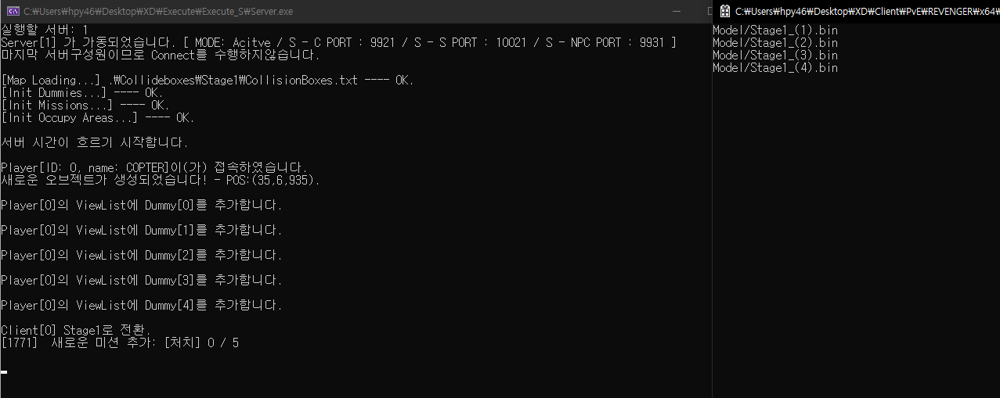 C:₩Users₩hpy46₩Desktop₩XD₩Execute₩Execute_S₩Server.exe
실행할 서버: 1
Server[1] 가 가동되었습니다. [ MODE: Acitve / S - C PORT : 9921 / S - S PORT : 10021 / S - NPC PORT : 9931 ]
마지막 서버구성원이므로 Connect를 수행하지않습니다.
[Map Loading...] .₩Collideboxes₩Stage1₩CollisionBoxes.txt ---- OK.
[Init Dummies...] ---- OK.
[Init Missions...] ---- OK.
[Init Occupy Areas...] ---- OK.
서버 시간이 흐르기 시작합니다.
Player[ID: 0, name: COPTER]이(가) 접속하였습니다.
새로운 오브젝트가 생성되었습니다! - POS:(35,6,935).
Player[0]의 ViewList에 Dummy[0]를 추가합니다.
Player[0]의 ViewList에 Dummy[1]를 추가합니다.
Player[0]의 ViewList에 Dummy[2]를 추가합니다.
Player[0]의 ViewList에 Dummy[3]를 추가합니다.
Player[0]의 ViewList에 Dummy[4]를 추가합니다.
Client[0] Stage1로 전환.
[1771]  새로운 미션 추가: [처치] 0 / 5
C:₩Users₩hpy46₩Desktop₩XD₩Client₩PvE₩REVENGER₩x64₩
Model/Stage1_(1).bin
Model/Stage1_(2).bin
Model/Stage1_(3).bin
Model/Stage1_(4).bin